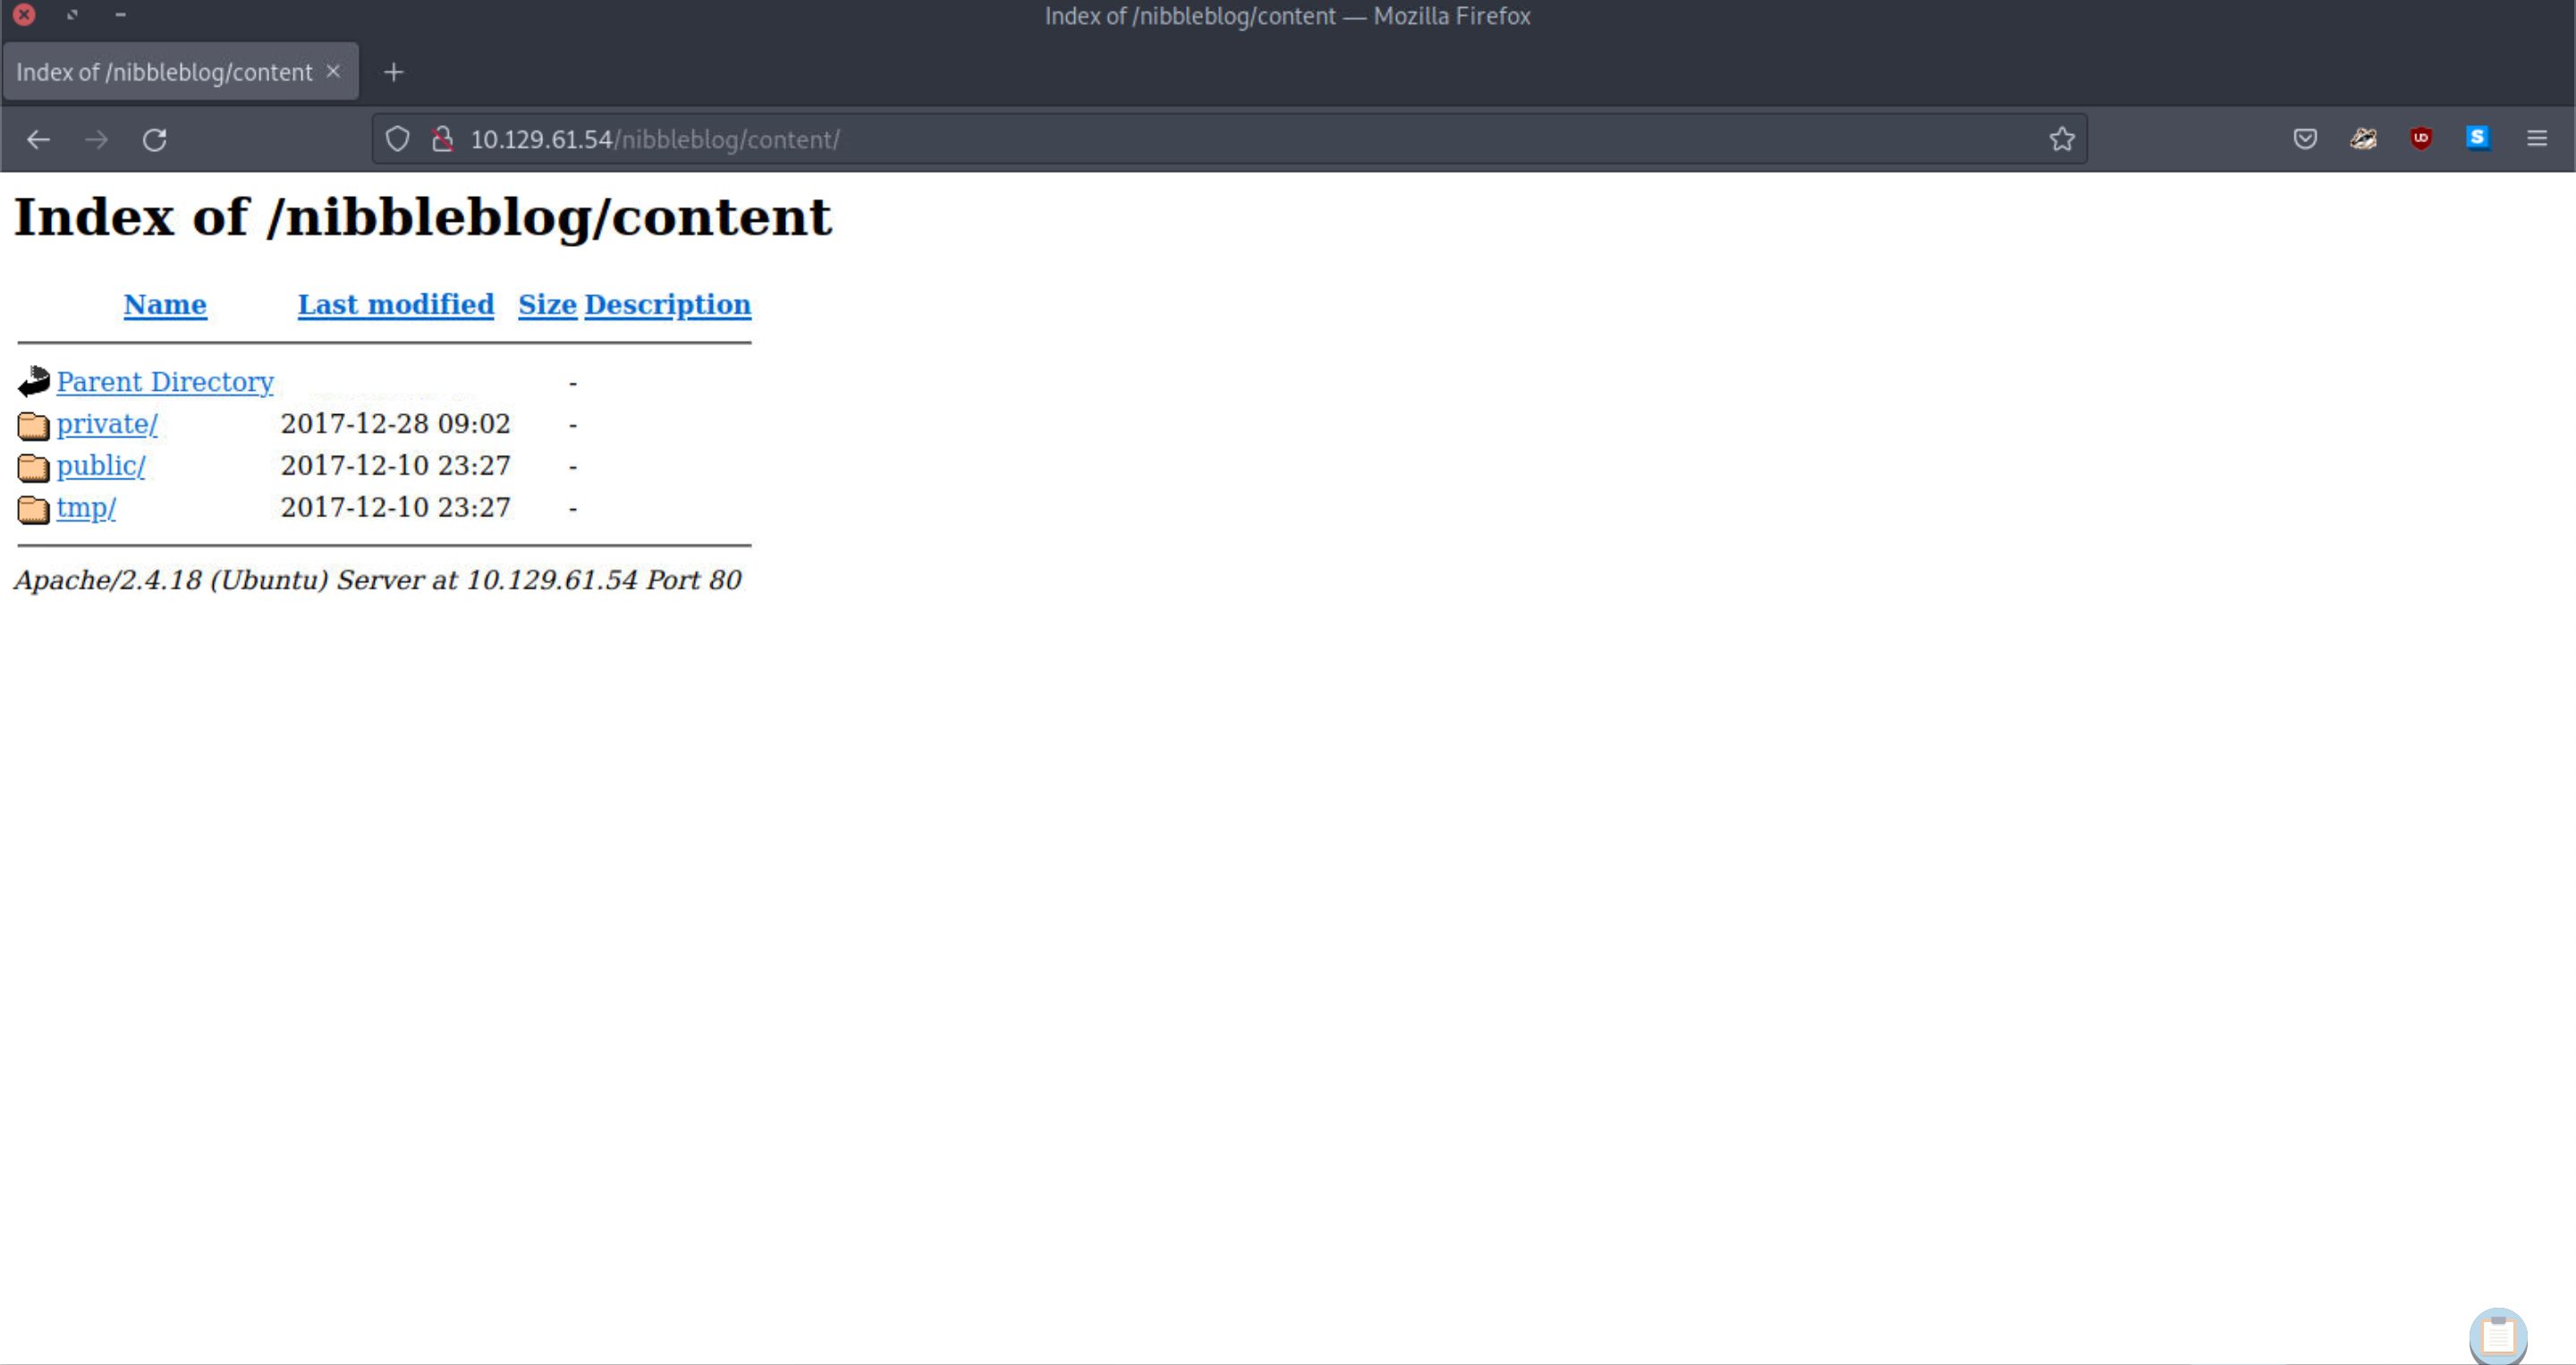 Index of /nibbleblog/content — Mozilla Firefox
Index of /nibbleblog/content
10.129.61.54/nibbleblog/content/
Index of /nibbleblog/content
Name Last modified Size Description
Parent Directory -
private/ 2017-12-28 09:02 -
public/ 2017-12-10 23:27 -
tmp/ 2017-12-10 23:27 -
Apache/2.4.18 (Ubuntu) Server at 10.129.61.54 Port 80